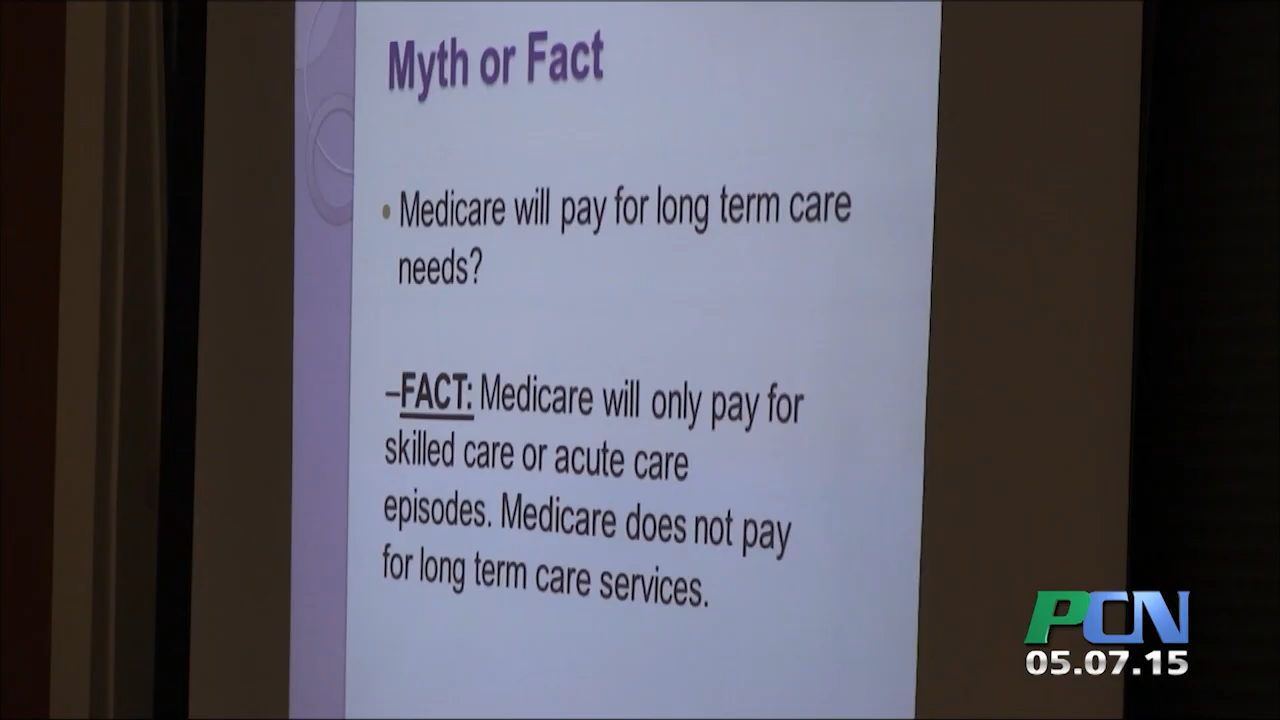 Myth or Fact
• Medicare will pay for long term care
needs?
–FACT: Medicare will only pay for
skilled care or acute care
episodes. Medicare does not pay
for long term care services.
PCN
05.07.15